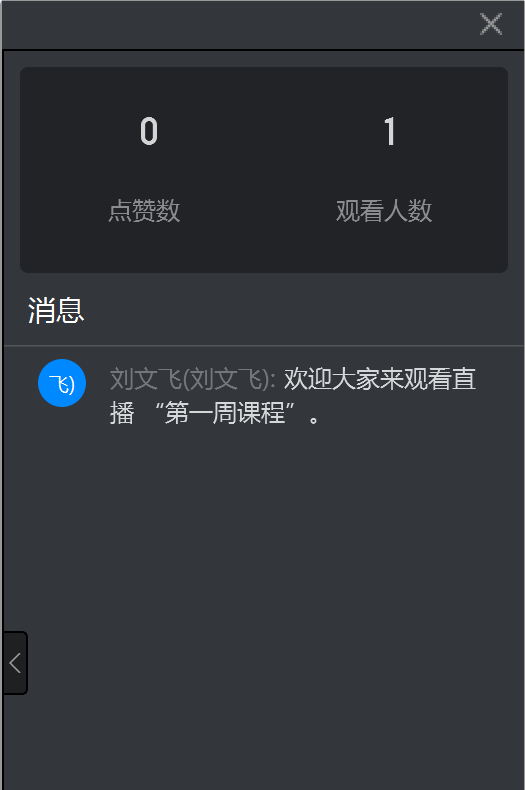 0
1
点赞数
观看人数
消息
飞)
刘文飞(刘文飞): 欢迎大家来观看直
播 “第一周课程”。